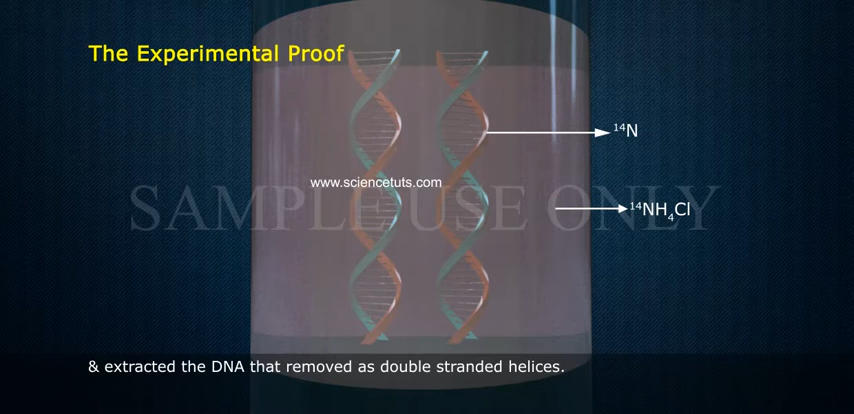 The Experimental Proof
¹⁴N
www.sciencetuts.com
SAMPLE USE ONLY
¹⁴NH₄Cl
& extracted the DNA that removed as double stranded helices.